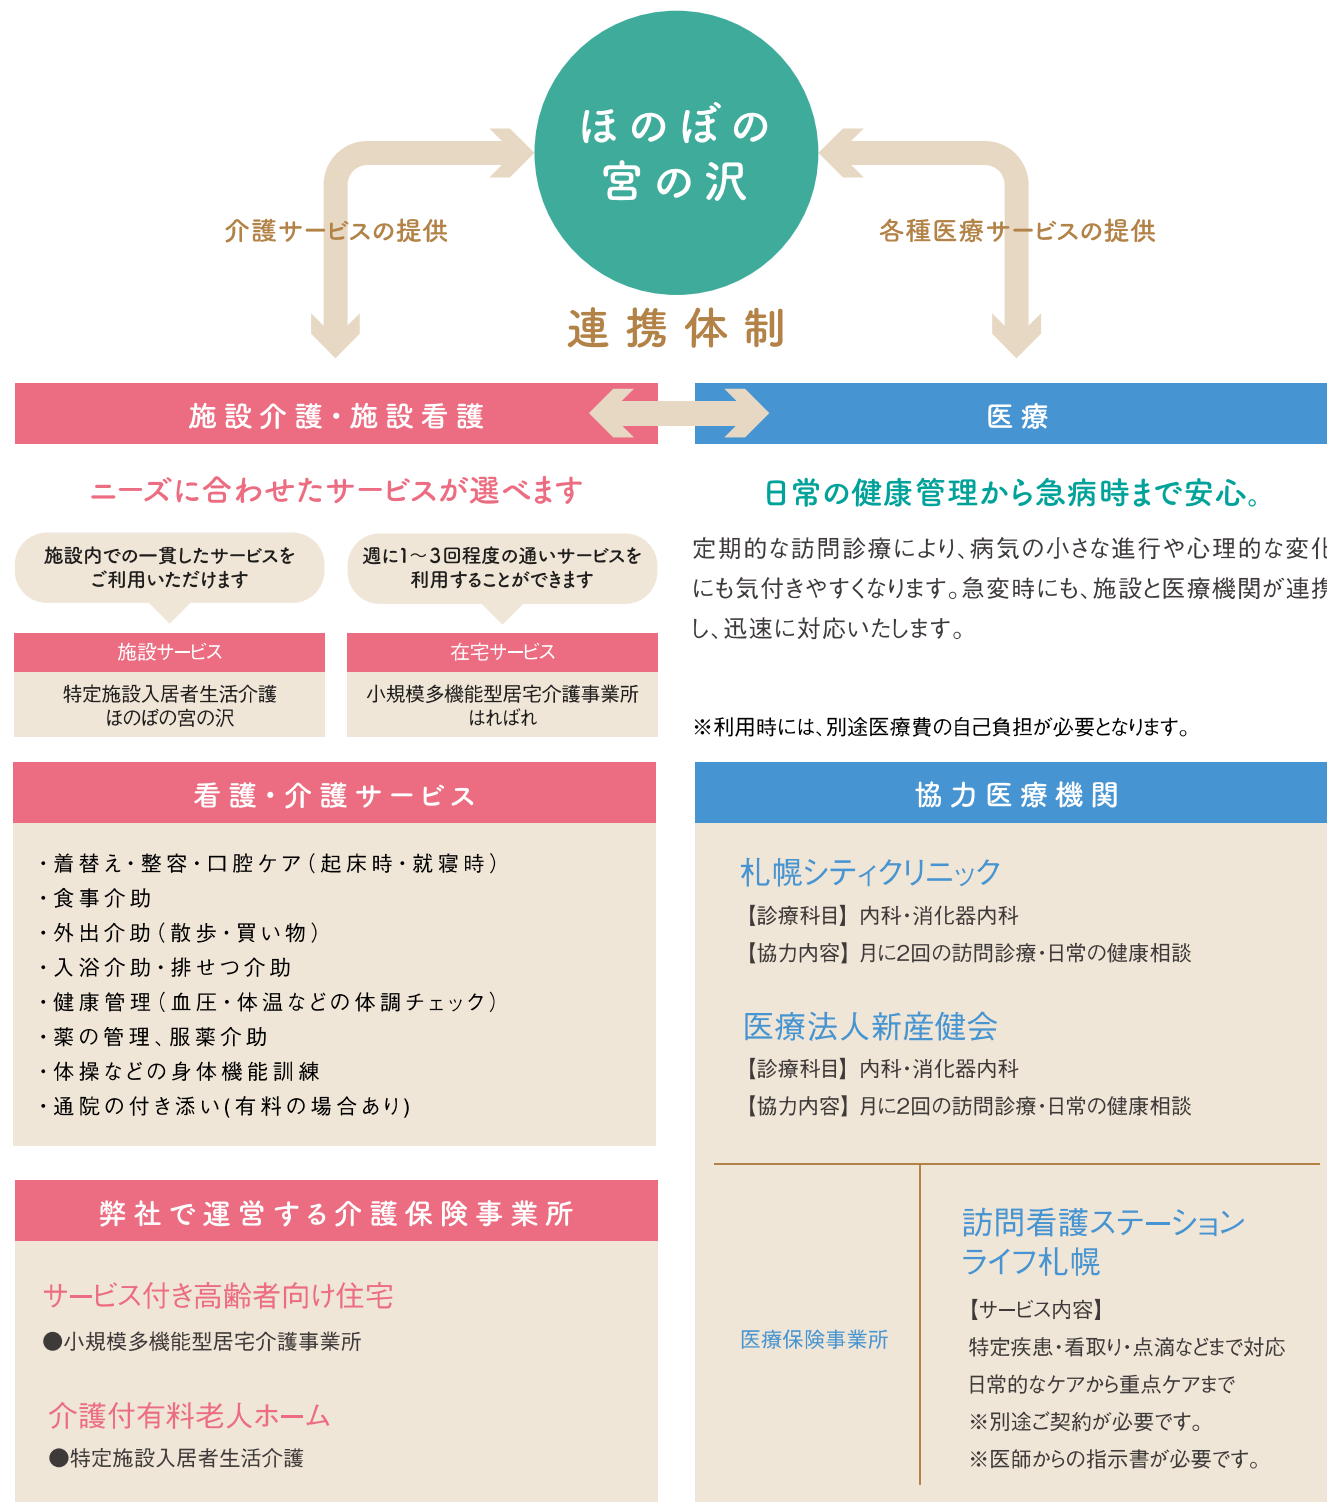 ほのぼの
宮の沢
介護サービスの提供
各種医療サービスの提供
連携体制
施設介護・施設看護
ニーズに合わせたサービスが選べます
施設内での一貫したサービスを
ご利用いただけます
週に1〜3回程度の通いサービスを
利用することができます
施設サービス
特定施設入居者生活介護
ほのぼの宮の沢
在宅サービス
小規模多機能型居宅介護事業所
はればれ
医療
日常の健康管理から急病時まで安心。
定期的な訪問診療により、病気の小さな進行や心理的な変化
にも気付きやすくなります。急変時にも、施設と医療機関が連携
し、迅速に対応いたします。
※利用時には、別途医療費の自己負担が必要となります。
看護・介護サービス
・着替え・整容・口腔ケア（起床時・就寝時）
・食事介助
・外出介助（散歩・買い物）
・入浴介助・排せつ介助
・健康管理（血圧・体温などの体調チェック）
・薬の管理、服薬介助
・体操などの身体機能訓練
・通院の付き添い(有料の場合あり)
弊社で運営する介護保険事業所
サービス付き高齢者向け住宅
●小規模多機能型居宅介護事業所
介護付有料老人ホーム
●特定施設入居者生活介護
協力医療機関
札幌シティクリニック
【診療科目】 内科・消化器内科
【協力内容】 月に2回の訪問診療・日常の健康相談
医療法人新産健会
【診療科目】 内科・消化器内科
【協力内容】 月に2回の訪問診療・日常の健康相談
医療保険事業所
訪問看護ステーション
ライフ札幌
【サービス内容】
特定疾患・看取り・点滴などまで対応
日常的なケアから重点ケアまで
※別途ご契約が必要です。
※医師からの指示書が必要です。